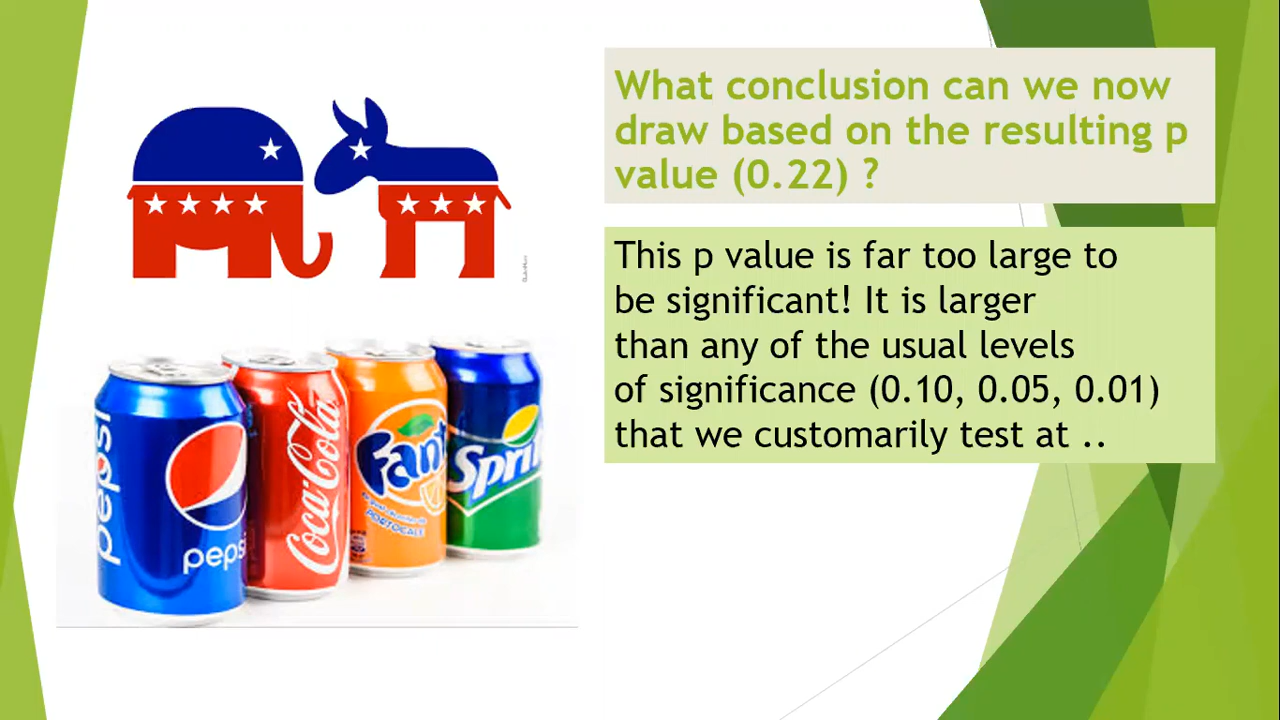 What conclusion can we now
draw based on the resulting p
value (0.22) ?
This p value is far too large to
be significant! It is larger
than any of the usual levels
of significance (0.10, 0.05, 0.01)
that we customarily test at ..
pepsi
pepsi
Coca-Cola
Fanta
PORTOCALE
Sprite